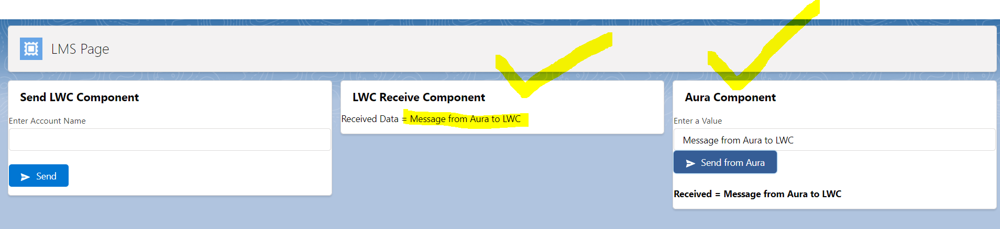 LMS Page
Send LWC Component
Enter Account Name
Send
LWC Receive Component
Received Data = Message from Aura to LWC
Aura Component
Enter a Value
Message from Aura to LWC
Send from Aura
Received = Message from Aura to LWC